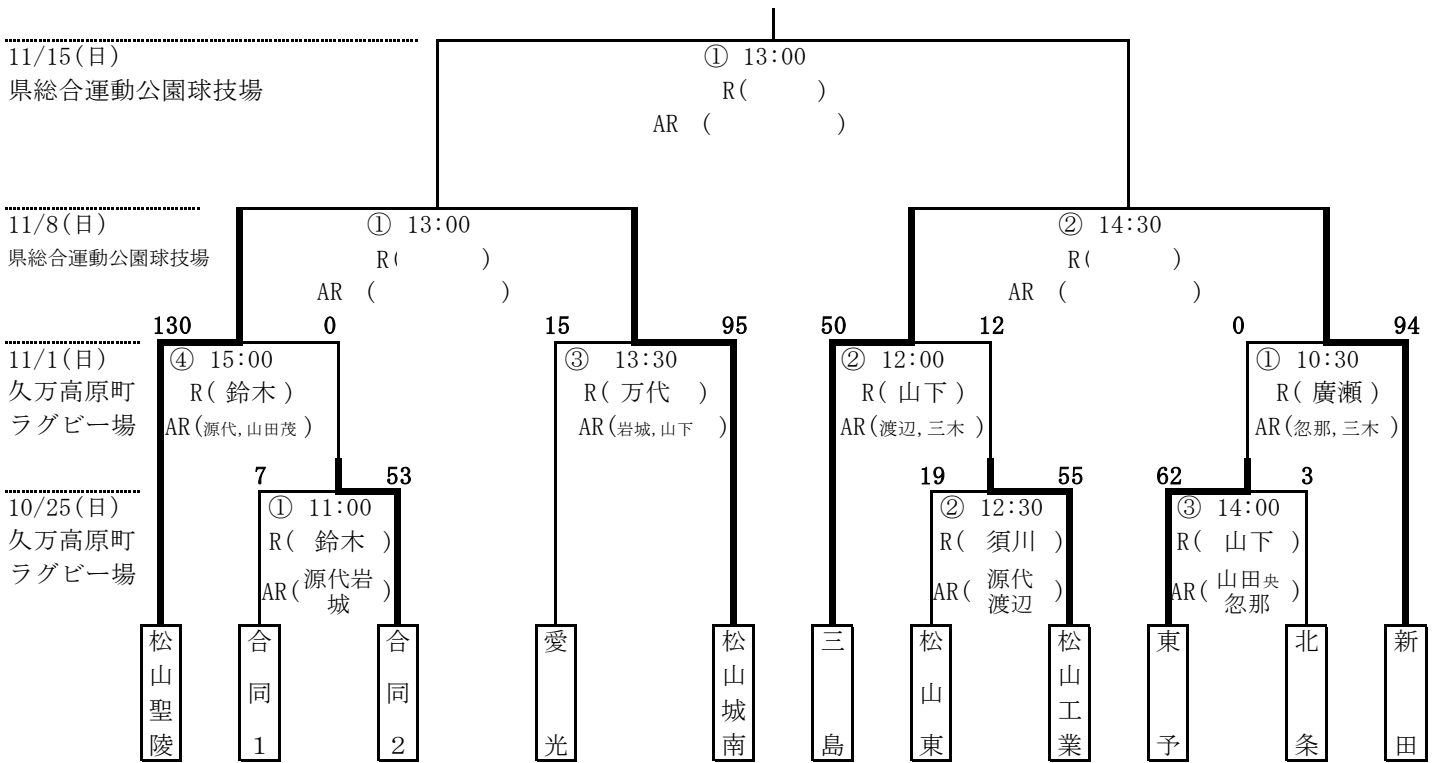 11/15(日)
① 13:00
県総合運動公園球技場
R(　　　)
AR (　　　　　)
11/8(日)
① 13:00
② 14:30
県総合運動公園球技場
R(　　　)
R(　　　)
AR (　　　　　)
AR (　　　　　)
130 0 15 95 50 12 0 94
11/1(日)
④ 15:00
③ 13:30
② 12:00
① 10:30
久万高原町
R( 鈴木 )
R( 万代 )
R( 山下 )
R( 廣瀬 )
ラグビー場
AR(源代,山田茂 )
AR(岩城,山下 )
AR(渡辺,三木 )
AR(忽那,三木 )
7 53 19 55 62 3
10/25(日)
① 11:00
② 12:30
③ 14:00
久万高原町
R( 鈴木 )
R( 須川 )
R( 山下 )
ラグビー場
AR(源代岩
城 )
AR(源代
渡辺 )
AR(山田央
忽那 )
松山聖陵
合同1
合同2
愛光
松山城南
三島
松山東
松山工業
東予
北条
新田